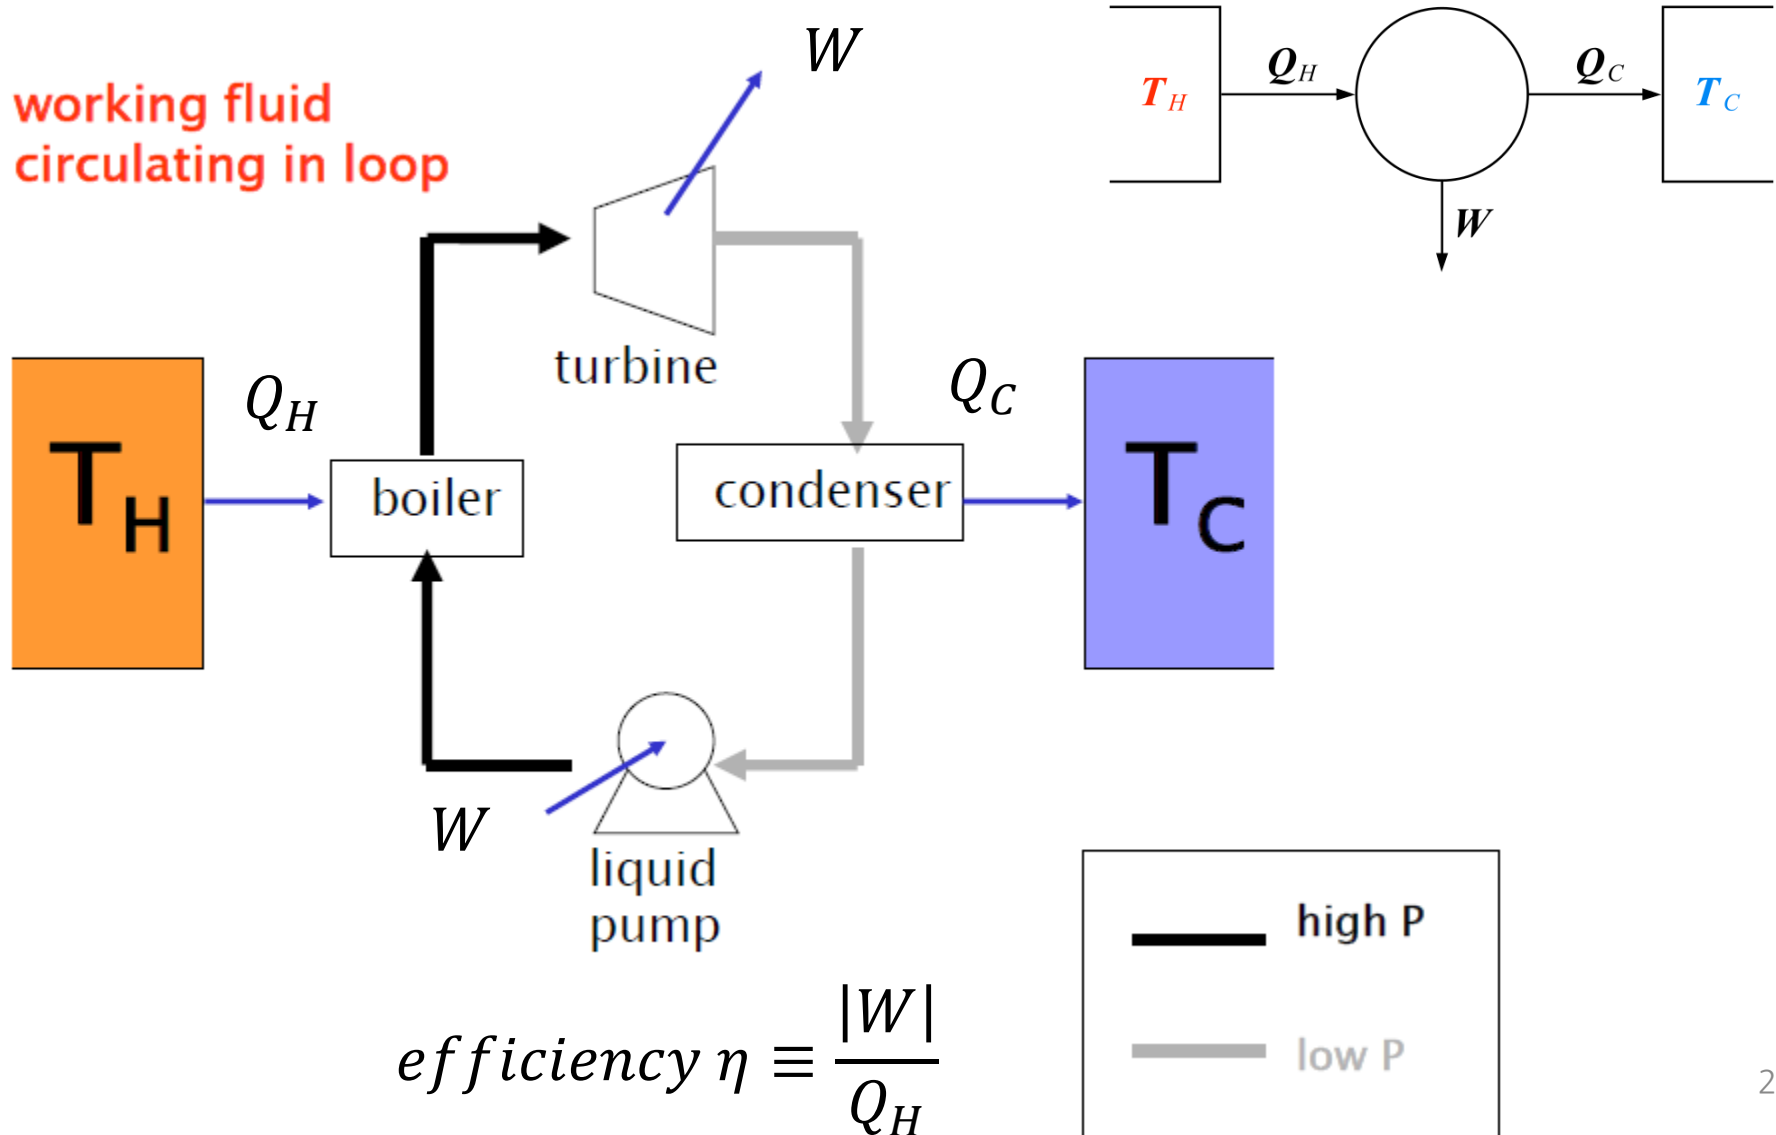 working fluid
circulating in loop
W
Q_H
Q_C
T_H
T_C
W
turbine
Q_H
Q_C
T_H
boiler
condenser
T_C
W
liquid
pump
high P
low P
efficiency η ≡ |W| / Q_H
2